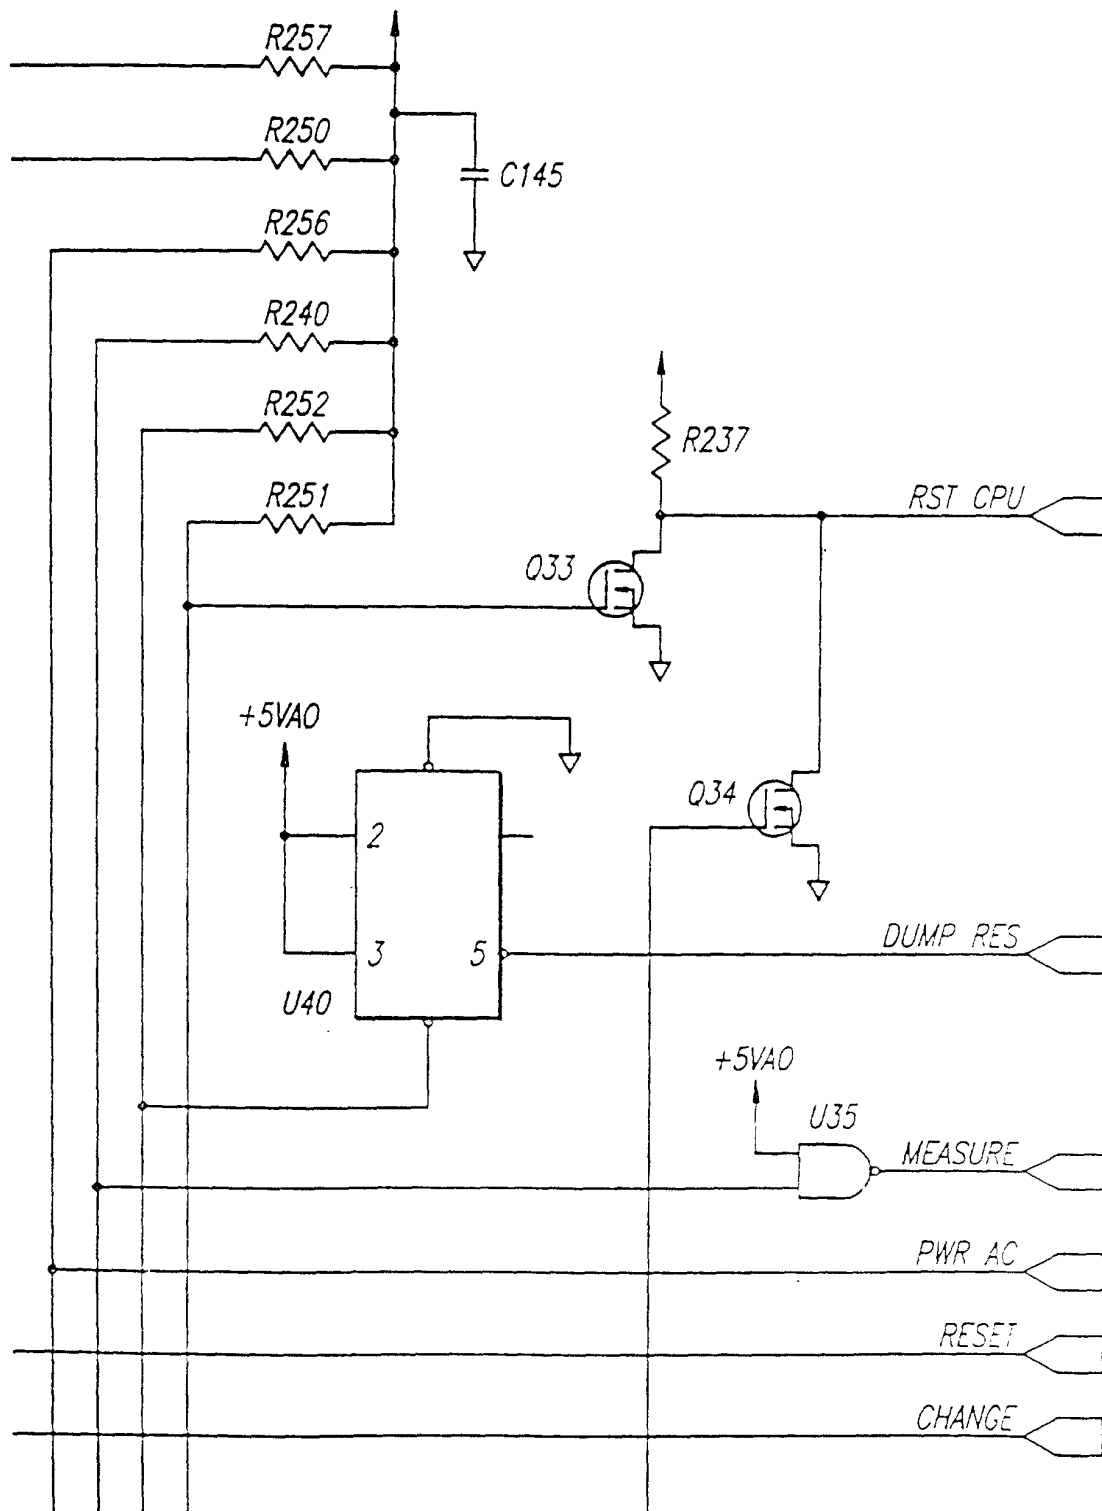 R257
R250
C145
R256
R240
R252
R237
R251
RST CPU
Q33
+5VAO
Q34
2
3
5
DUMP RES
U40
+5VAO
U35
MEASURE
PWR AC
RESET
CHANGE